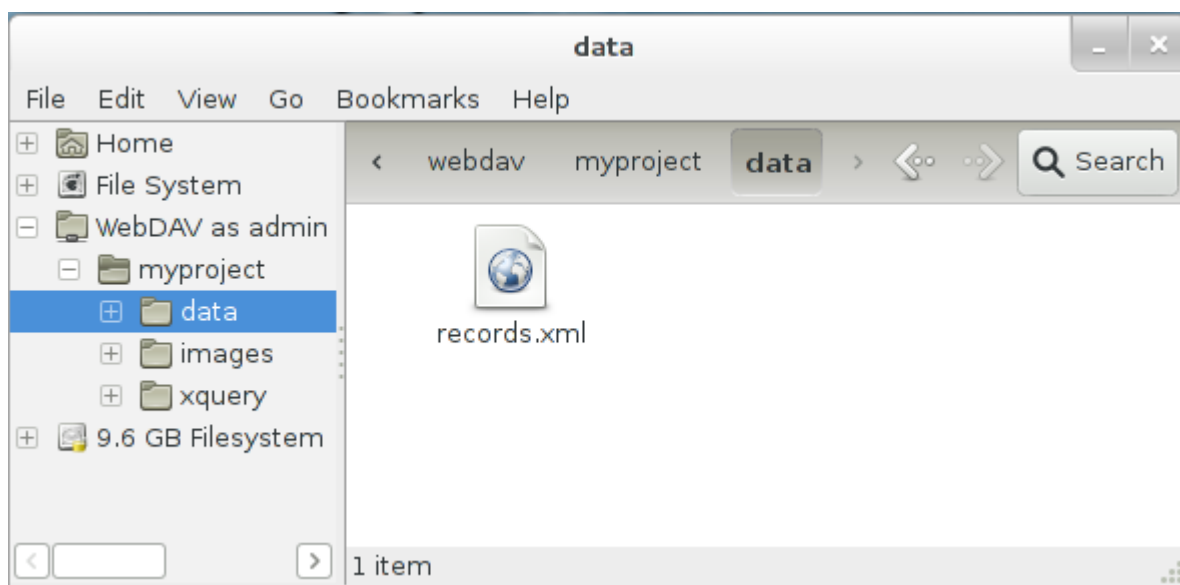 data
File Edit View Go Bookmarks Help
Home
File System
WebDAV as admin
myproject
data
images
xquery
9.6 GB Filesystem
webdav myproject data Search
records.xml
1 item